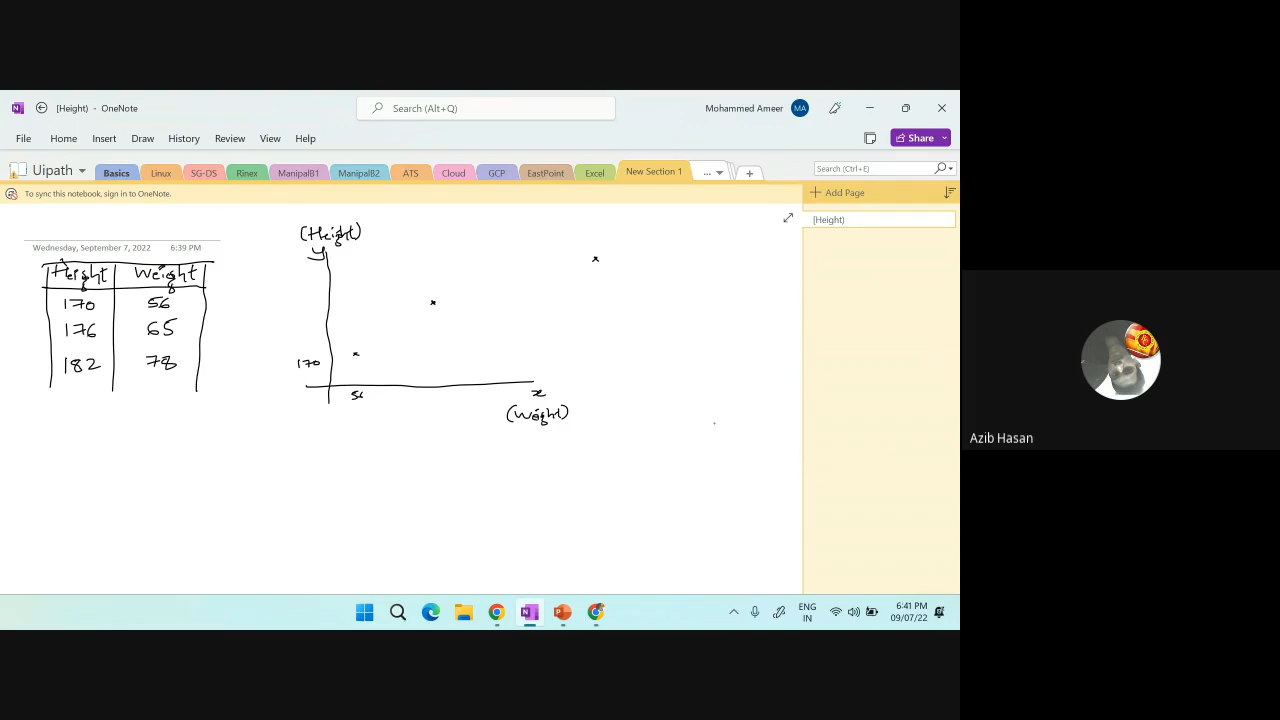 [Height) - OneNote
Search (Alt+Q)
Mohammed Ameer
MA
File Home Insert Draw History Review View Help
Share
Uipath
Basics Linux SG-DS Rinex ManipalB1 ManipalB2 ATS Cloud GCP EastPoint Excel New Section 1 ...
Search (Ctrl+E)
To sync this notebook, sign in to OneNote.
Add Page
[Height)
Wednesday, September 7, 2022 6:39 PM
Height Weight
170 56
176 65
182 78
(Height)
y
170
56
x
(Weight)
Azib Hasan
ENG
IN
6:41 PM
09/07/22